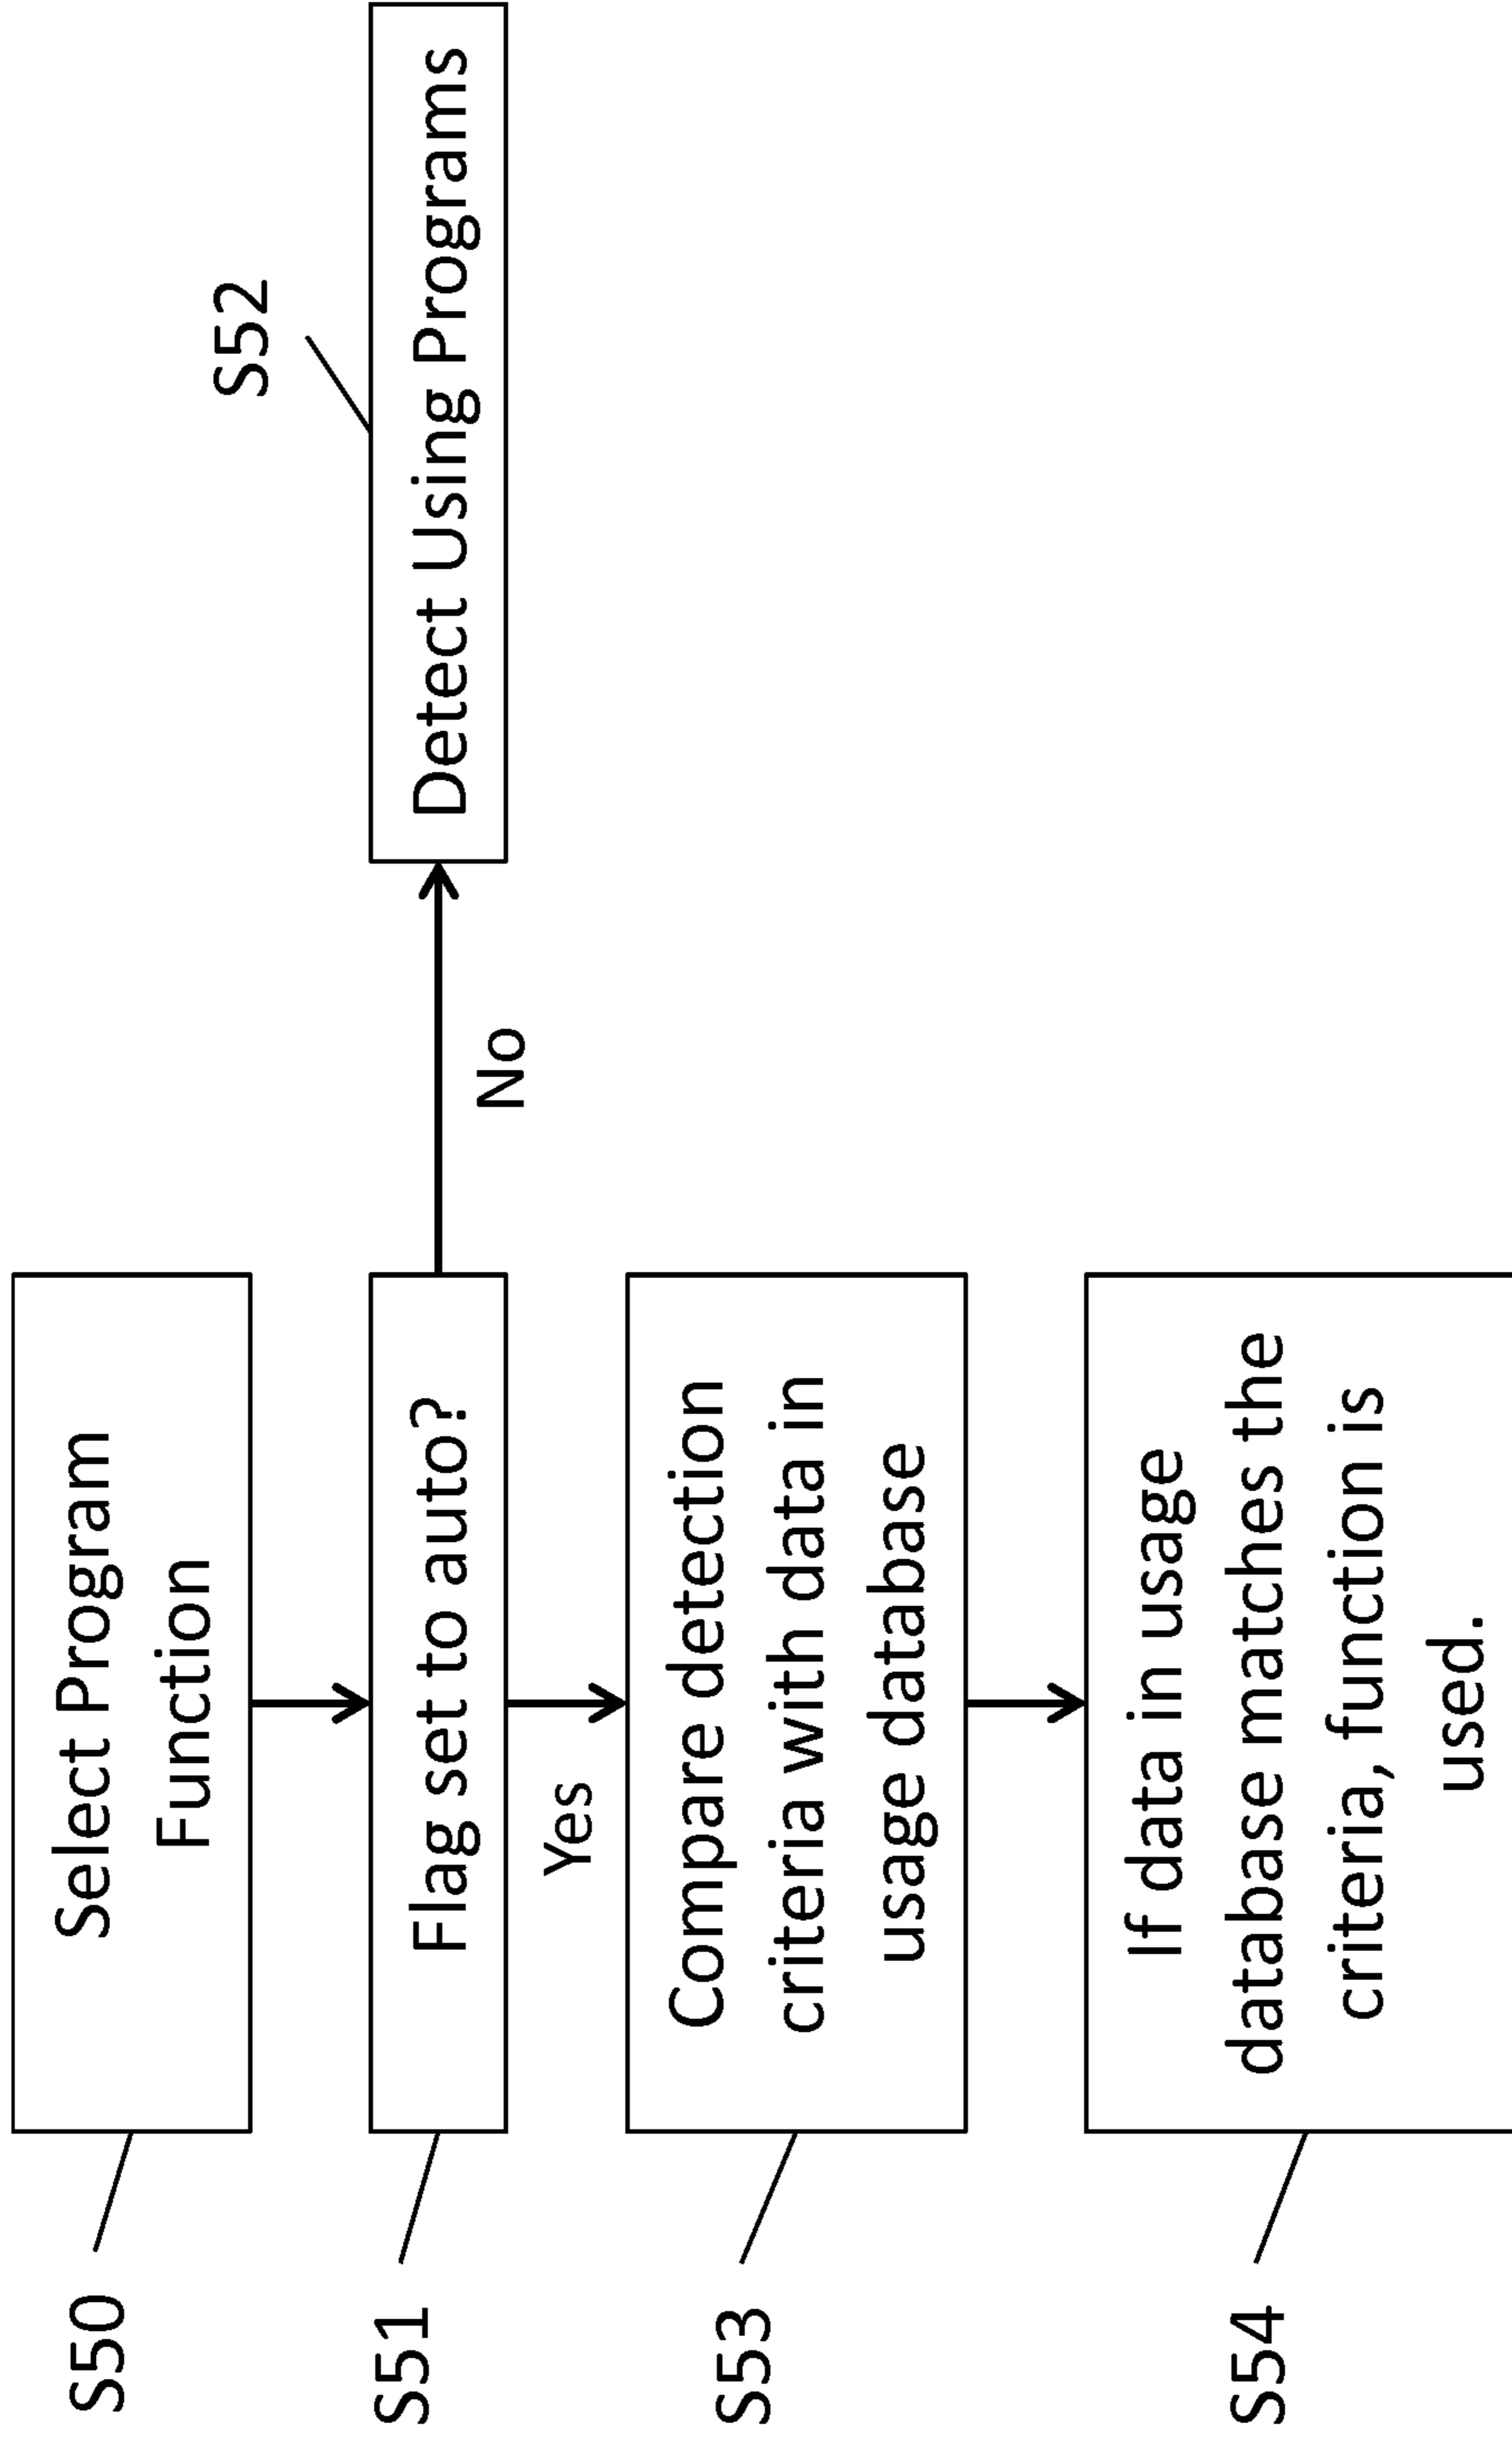 S50
Select Program
Function
S51
Flag set to auto?
No
S52
Detect Using Programs
Yes
S53
Compare detection
criteria with data in
usage database
S54
If data in usage
database matches the
criteria, function is
used.